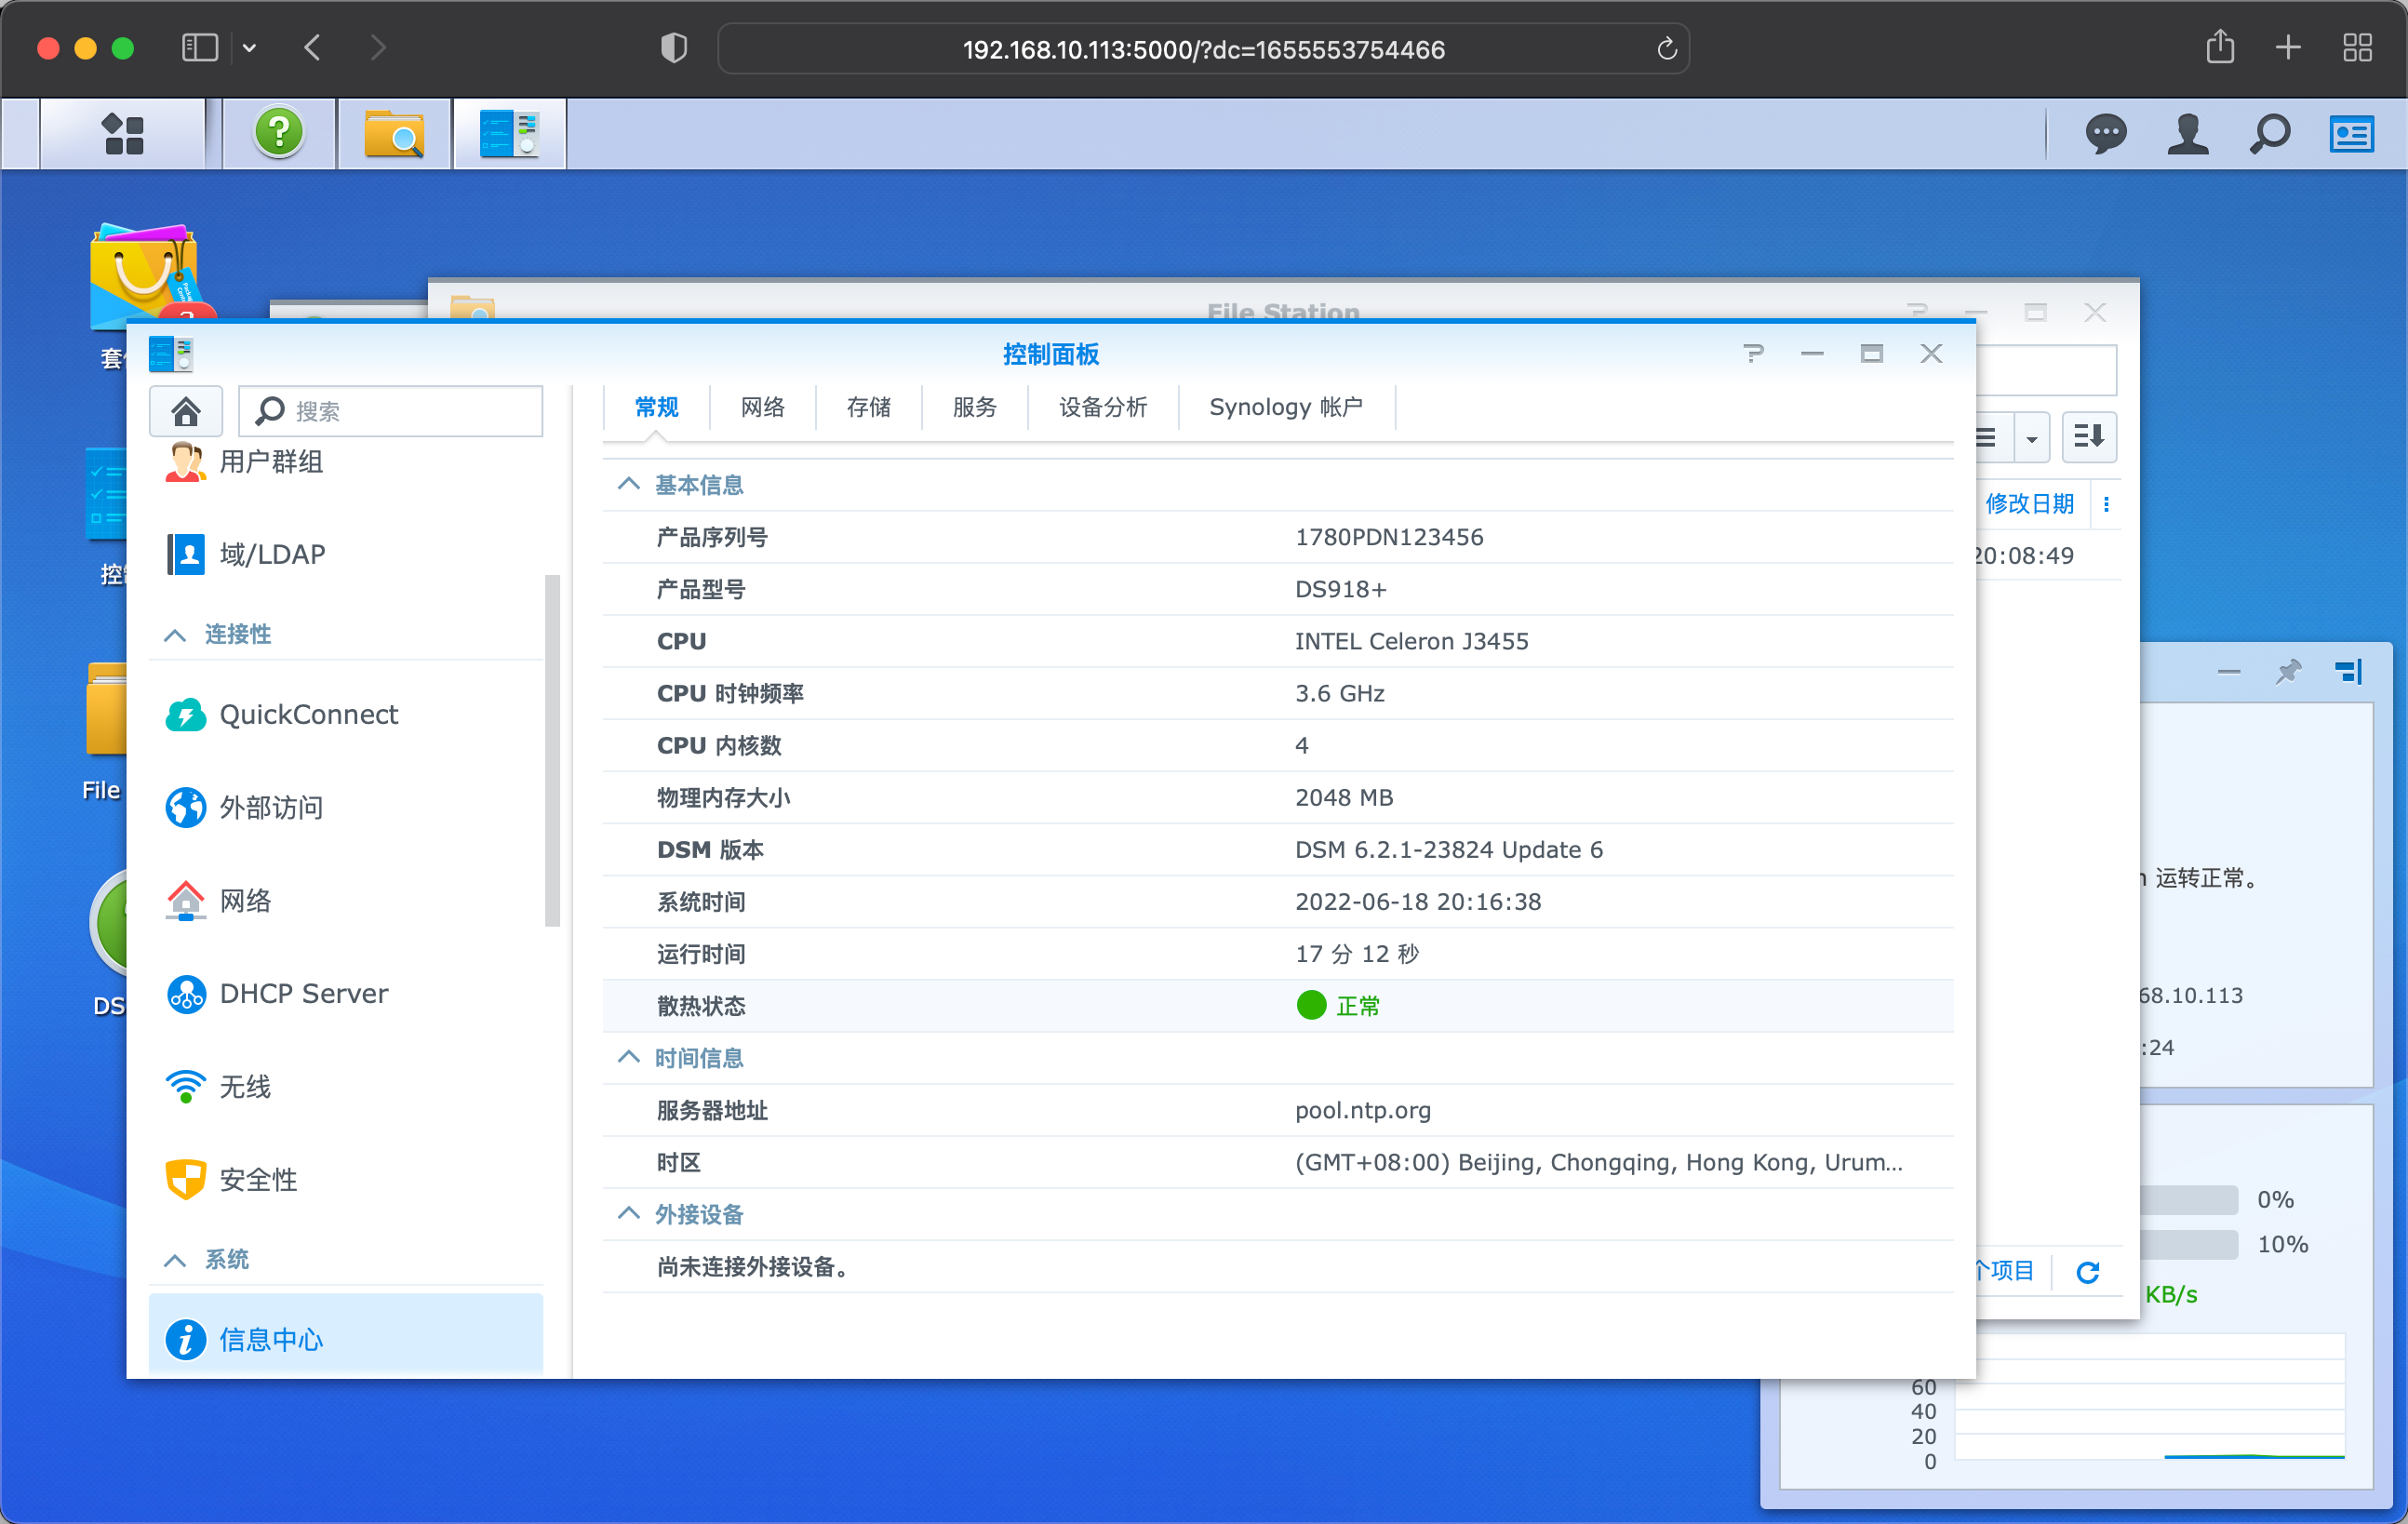 192.168.10.113:5000/?dc=1655553754466
File Station
控制面板
搜索
常规
网络
存储
服务
设备分析
Synology 帐户
用户群组
域/LDAP
连接性
QuickConnect
外部访问
网络
DHCP Server
无线
安全性
系统
信息中心
基本信息
产品序列号 1780PDN123456
产品型号 DS918+
CPU INTEL Celeron J3455
CPU 时钟频率 3.6 GHz
CPU 内核数 4
物理内存大小 2048 MB
DSM 版本 DSM 6.2.1-23824 Update 6
系统时间 2022-06-18 20:16:38
运行时间 17 分 12 秒
散热状态 正常
时间信息
服务器地址 pool.ntp.org
时区 (GMT+08:00) Beijing, Chongqing, Hong Kong, Urum...
外接设备
尚未连接外接设备。
修改日期
20:08:49
个项目
File
DS
运转正常。
68.10.113
:24
0%
10%
KB/s
60
40
20
0